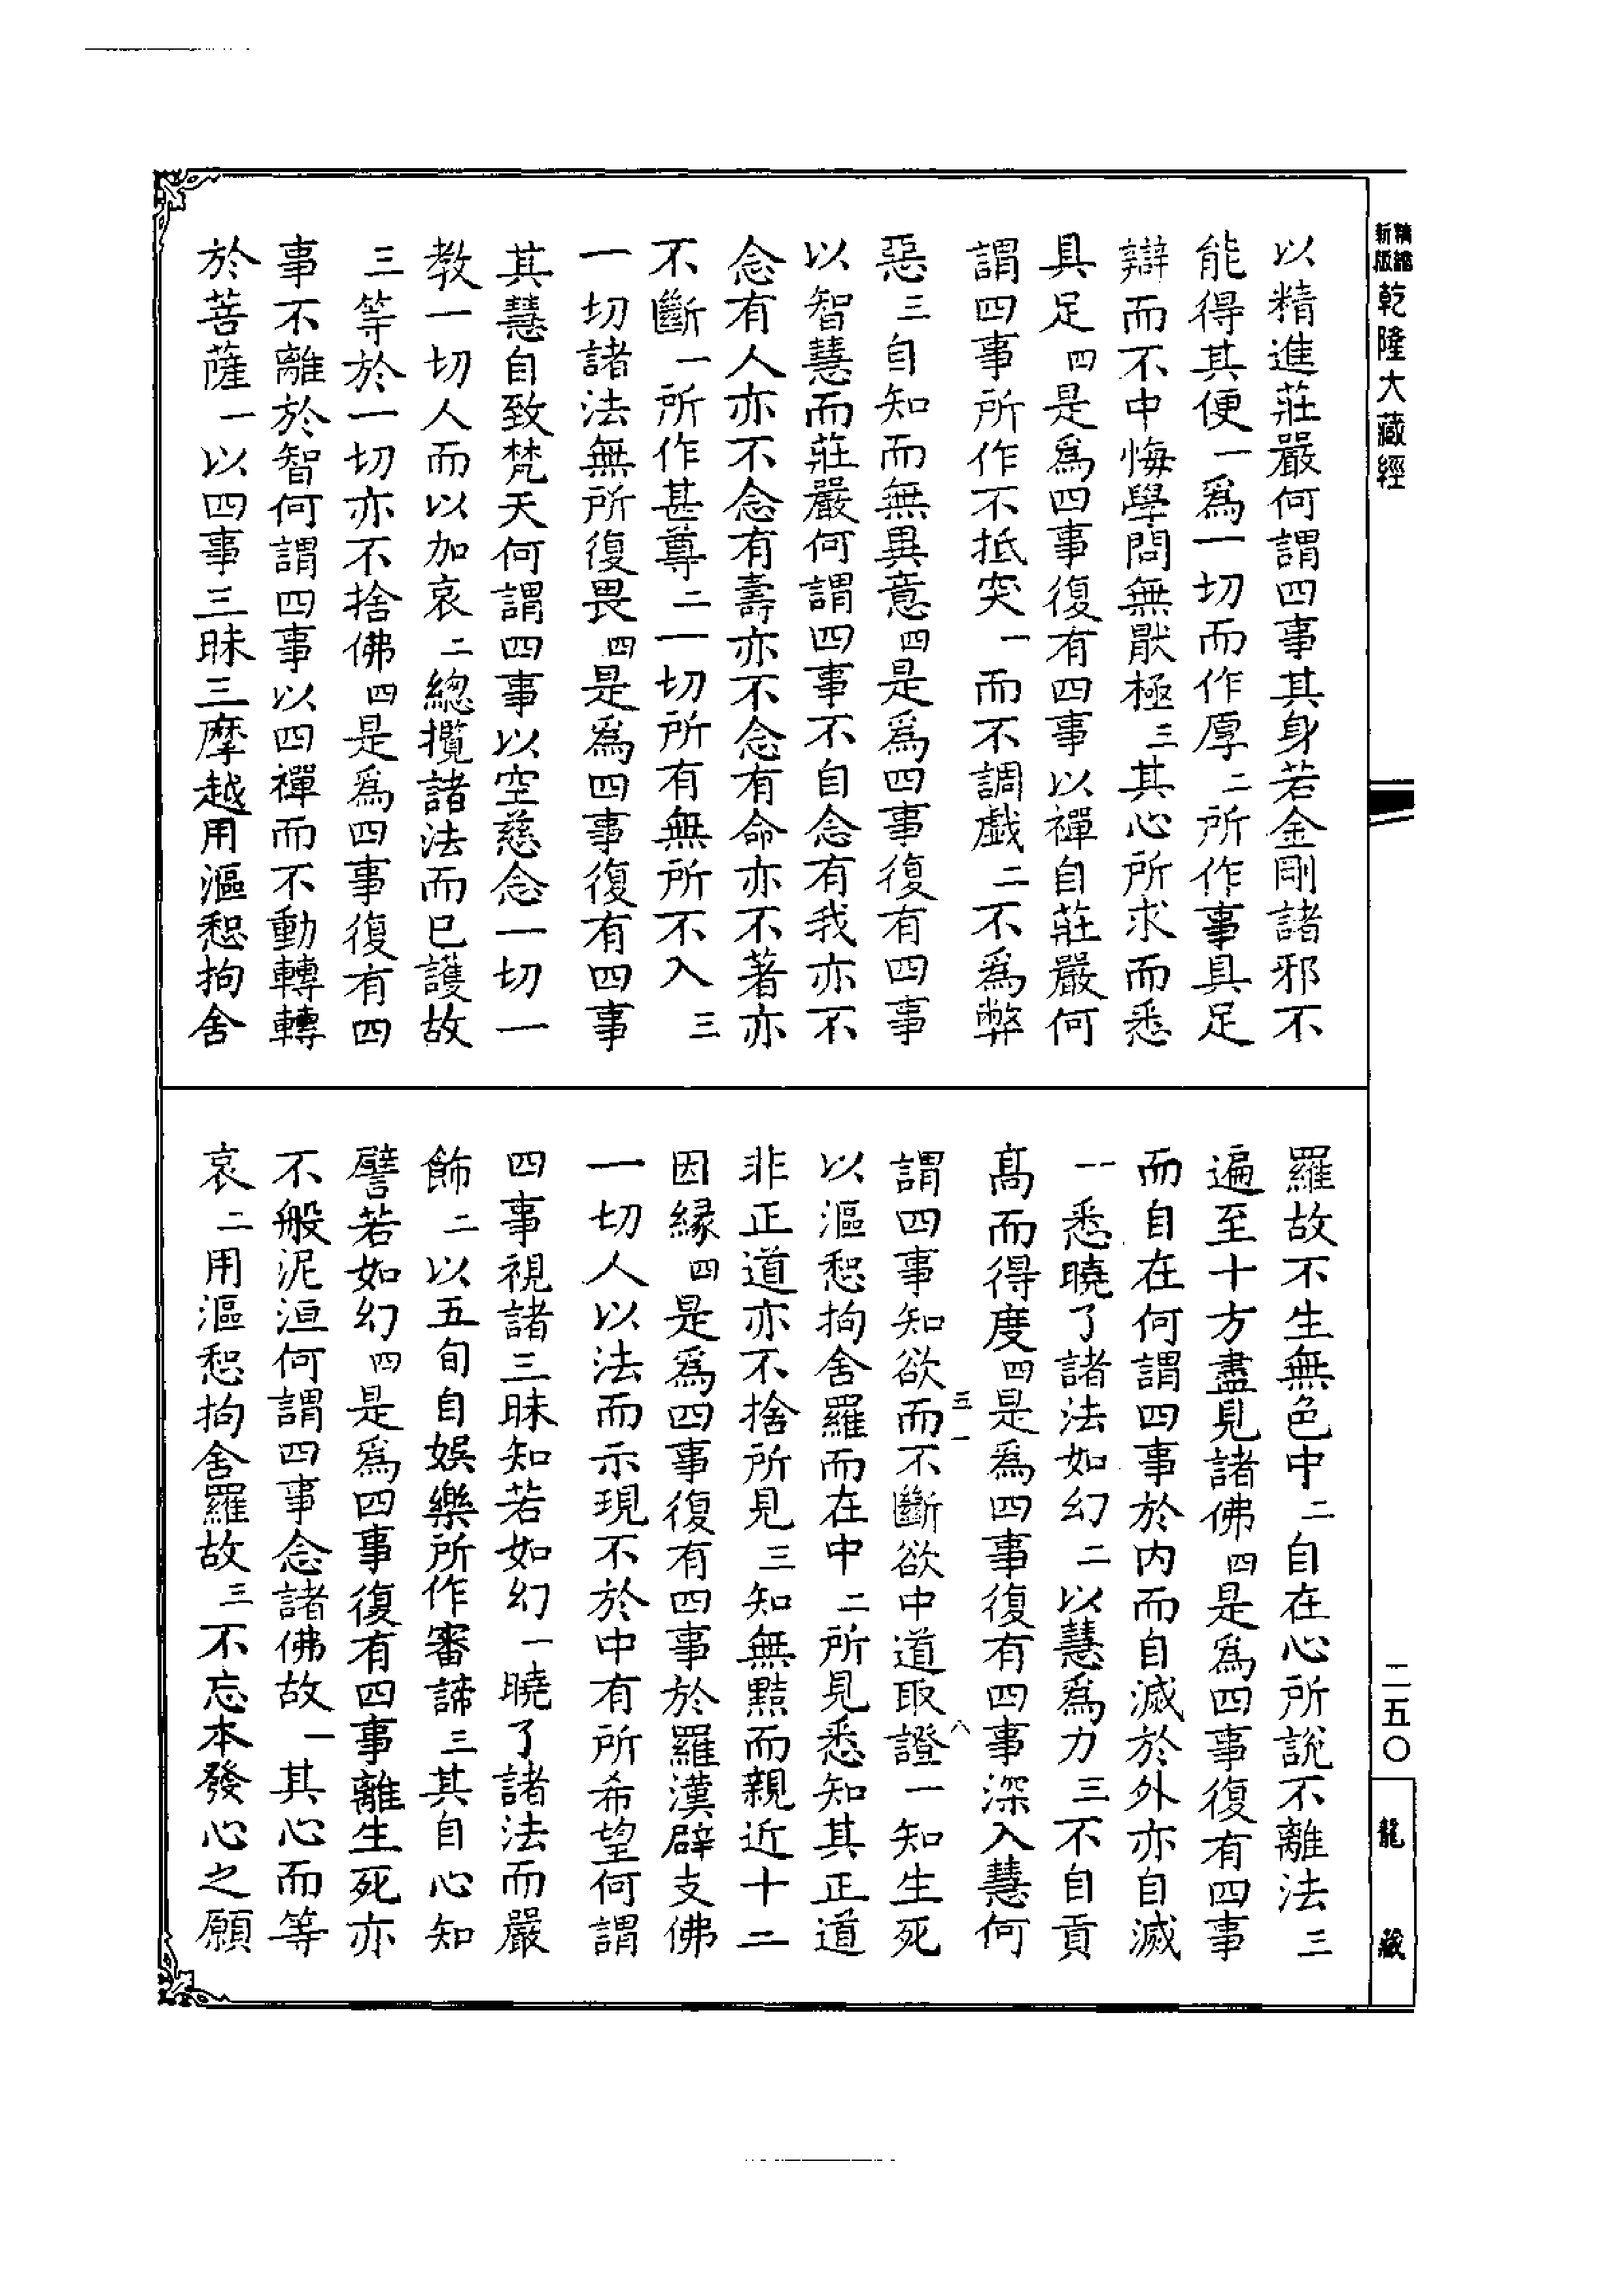 精縮新版乾隆大藏經
以精進莊嚴何謂四事其身若金剛諸邪不
能得其便一爲一切而作厚二所作事具足
辯而不中悔學問無猒極三其心所求而悉
具足四是爲四事復有四事以禪自莊嚴何
謂四事所作不抵突一而不調戲二不爲弊
惡三自知而無異意四是爲四事復有四事
以智慧而莊嚴何謂四事不自念有我亦不
念有人亦不念有壽亦不念有命亦不著亦
不斷一所作甚尊二一切所有無所不入三
一切諸法無所復畏四是爲四事復有四事
其慧自致梵天何謂四事以空慈念一切一
教一切人而以加哀二總攬諸法而已護故
三等於一切亦不捨佛四是爲四事復有四
事不離於智何謂四事以四禪而不動轉轉
於菩薩一以四事三昧三摩越用漚惒拘舍
羅故不生無色中二自在心所說不離法三
遍至十方盡見諸佛四是爲四事復有四事
而自在何謂四事於内而自滅於外亦自滅
一悉曉了諸法如幻二以慧爲力三不自貢
髙而得度四是爲四事復有四事深入慧何
五一 八
謂四事知欲而不斷欲中道取證一知生死
以漚惒拘舍羅而在中二所見悉知其正道
非正道亦不捨所見三知無黠而親近十二
因縁四是爲四事復有四事於羅漢辟支佛
一切人以法而示現不於中有所希望何謂
四事視諸三昧知若如幻一曉了諸法而嚴
飾二以五旬自娛樂所作審諦三其自心知
譬若如幻四是爲四事復有四事離生死亦
不般泥洹何謂四事念諸佛故一其心而等
哀二用漚惒拘舍羅故三不忘本發心之願
二五〇
龍藏